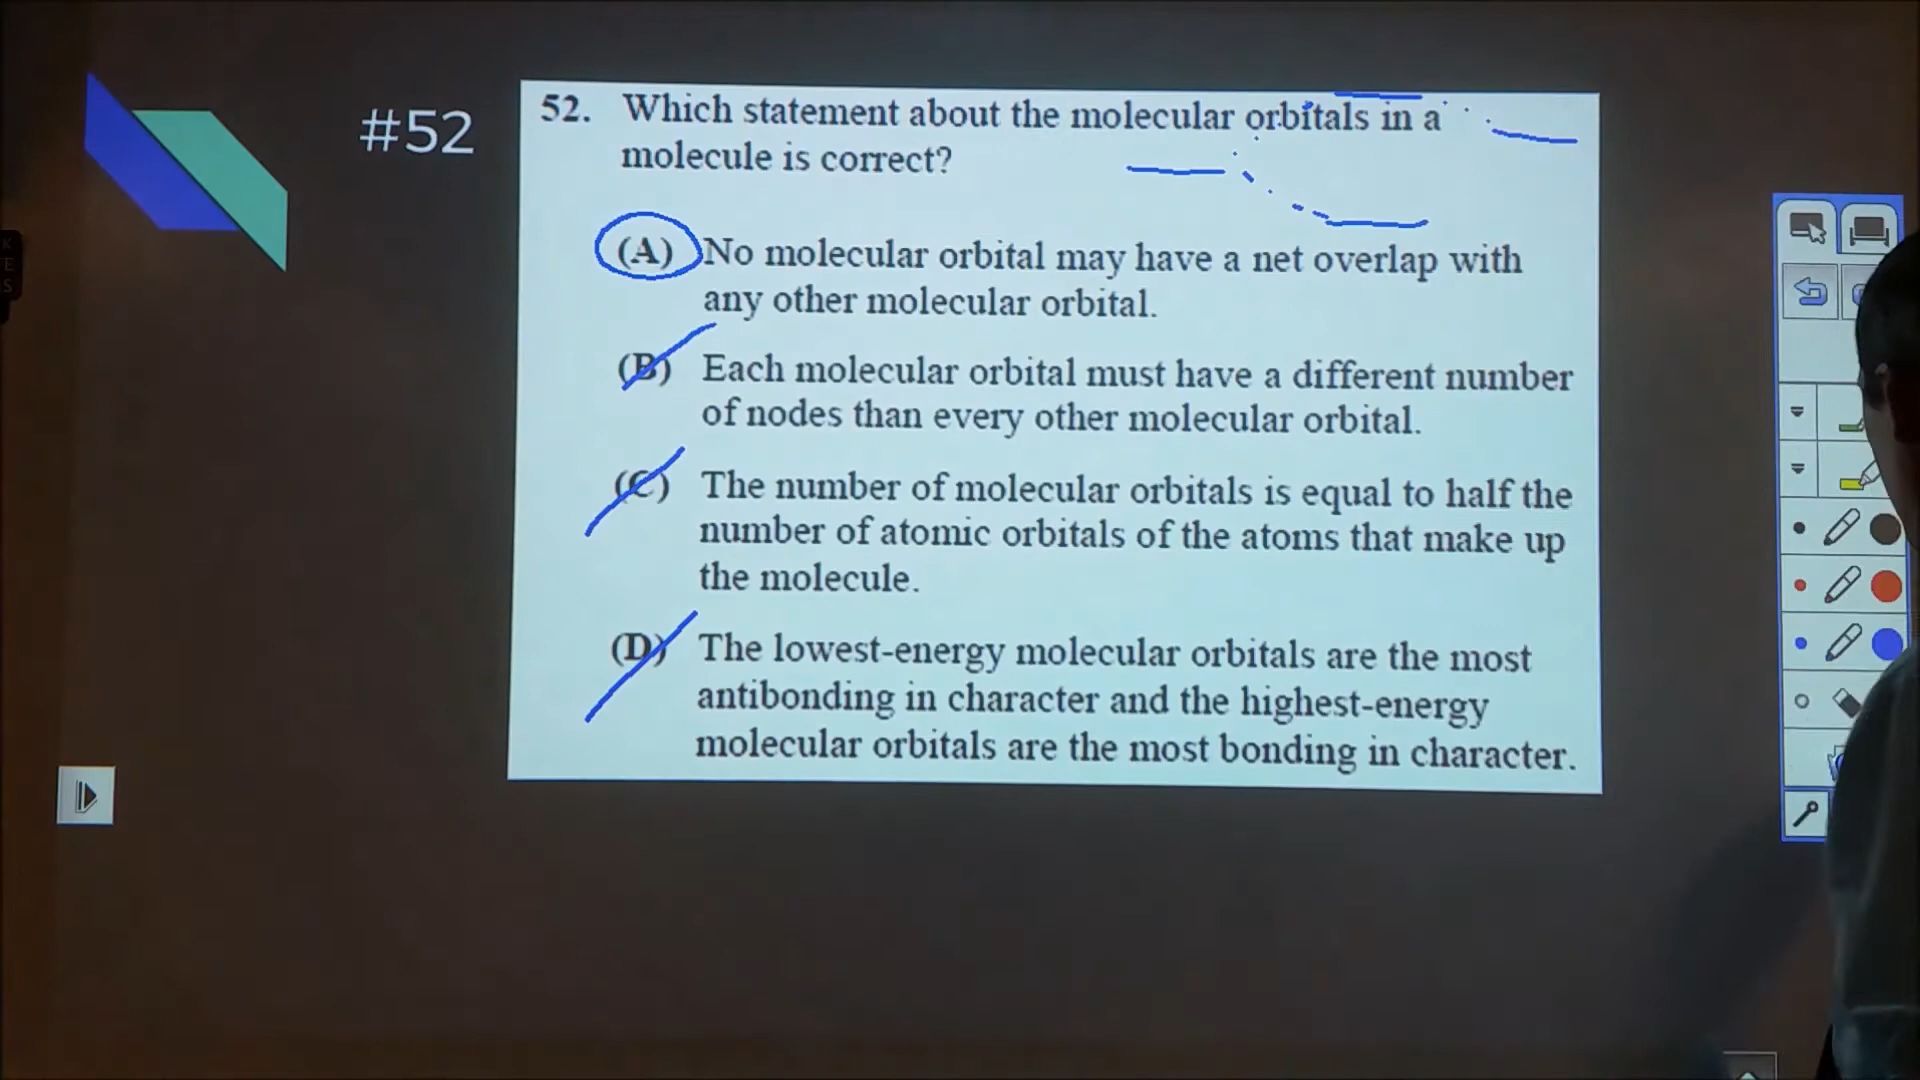 #52
52. Which statement about the molecular orbitals in a
molecule is correct?
(A) No molecular orbital may have a net overlap with
any other molecular orbital.
(B) Each molecular orbital must have a different number
of nodes than every other molecular orbital.
(C) The number of molecular orbitals is equal to half the
number of atomic orbitals of the atoms that make up
the molecule.
(D) The lowest-energy molecular orbitals are the most
antibonding in character and the highest-energy
molecular orbitals are the most bonding in character.
K
E
S